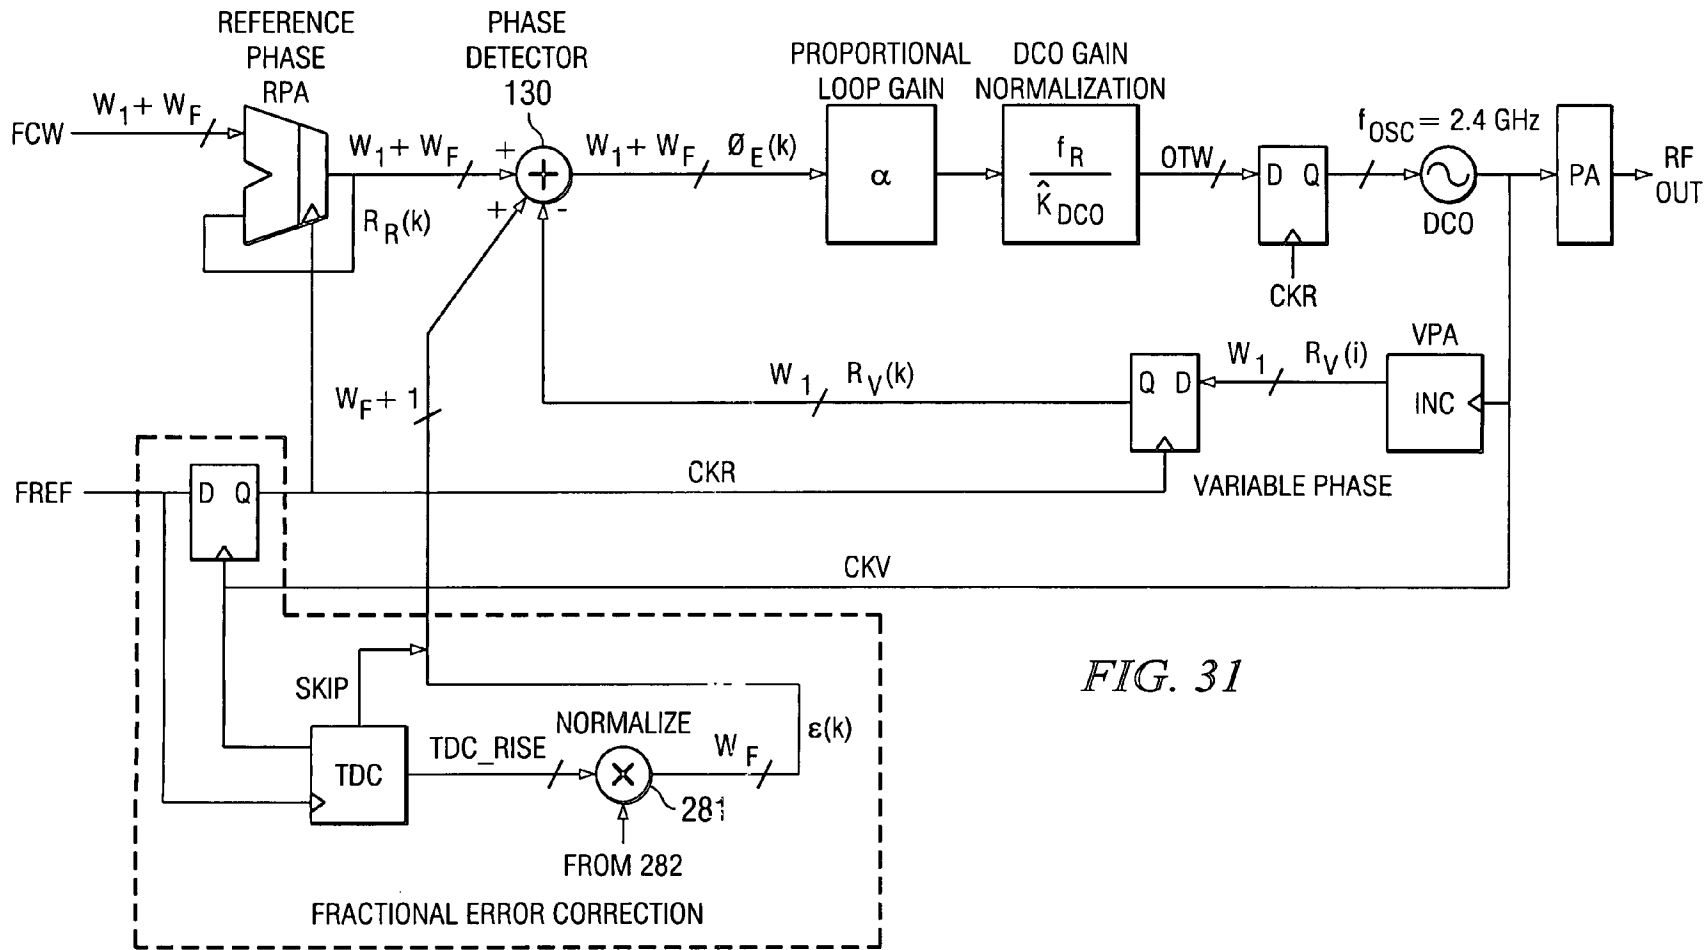 REFERENCE
PHASE
RPA
PHASE
DETECTOR
130
PROPORTIONAL
LOOP GAIN
DCO GAIN
NORMALIZATION
FCW
W1 + WF
W1 + WF
RR(k)
+
+
-
+
W1 + WF
ØE(k)
α
fR
K̂DCO
OTW
D Q
CKR
fOSC = 2.4 GHz
DCO
PA
RF
OUT
VPA
INC
W1
RV(i)
Q D
VARIABLE PHASE
W1
RV(k)
WF + 1
FREF
D Q
CKR
CKV
SKIP
TDC
TDC_RISE
NORMALIZE
×
281
WF
ε(k)
FROM 282
FRACTIONAL ERROR CORRECTION
FIG. 31